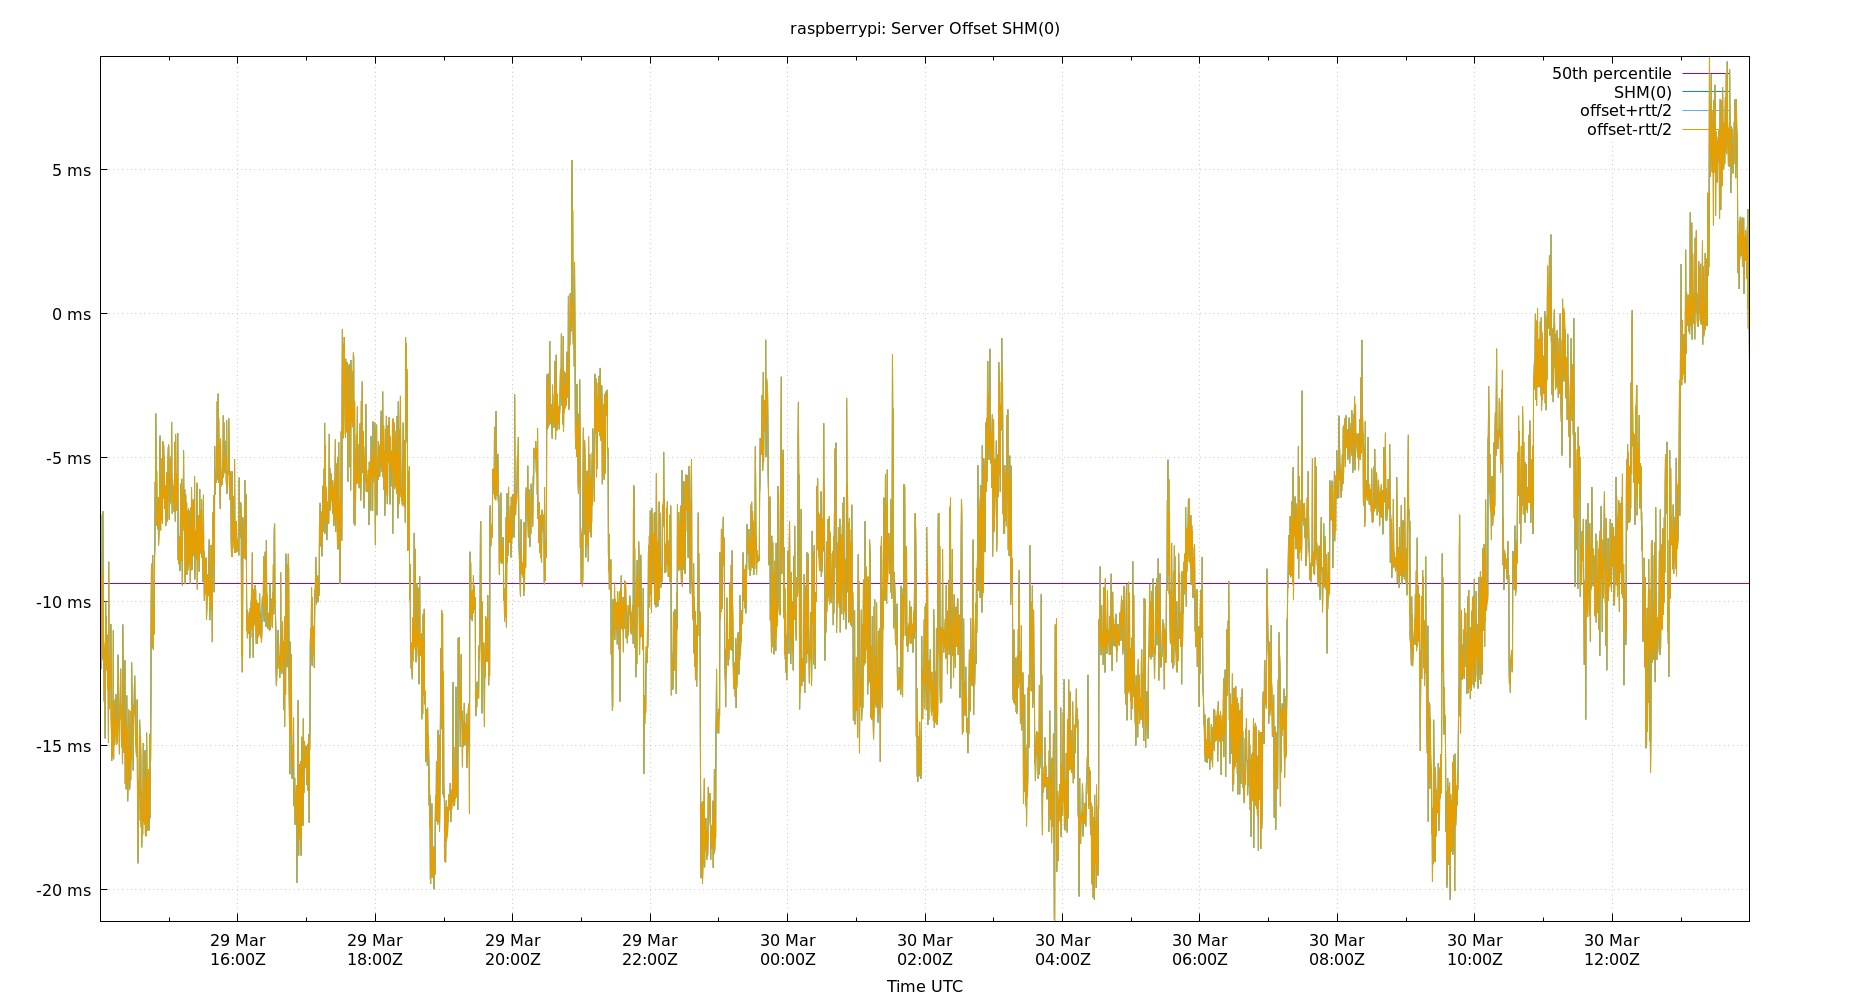 raspberrypi: Server Offset SHM(0)
50th percentile
SHM(0)
offset+rtt/2
offset-rtt/2
5 ms
0 ms
-5 ms
-10 ms
-15 ms
-20 ms
29 Mar 29 Mar 29 Mar 29 Mar 30 Mar 30 Mar 30 Mar 30 Mar 30 Mar 30 Mar 30 Mar
16:00Z 18:00Z 20:00Z 22:00Z 00:00Z 02:00Z 04:00Z 06:00Z 08:00Z 10:00Z 12:00Z
Time UTC